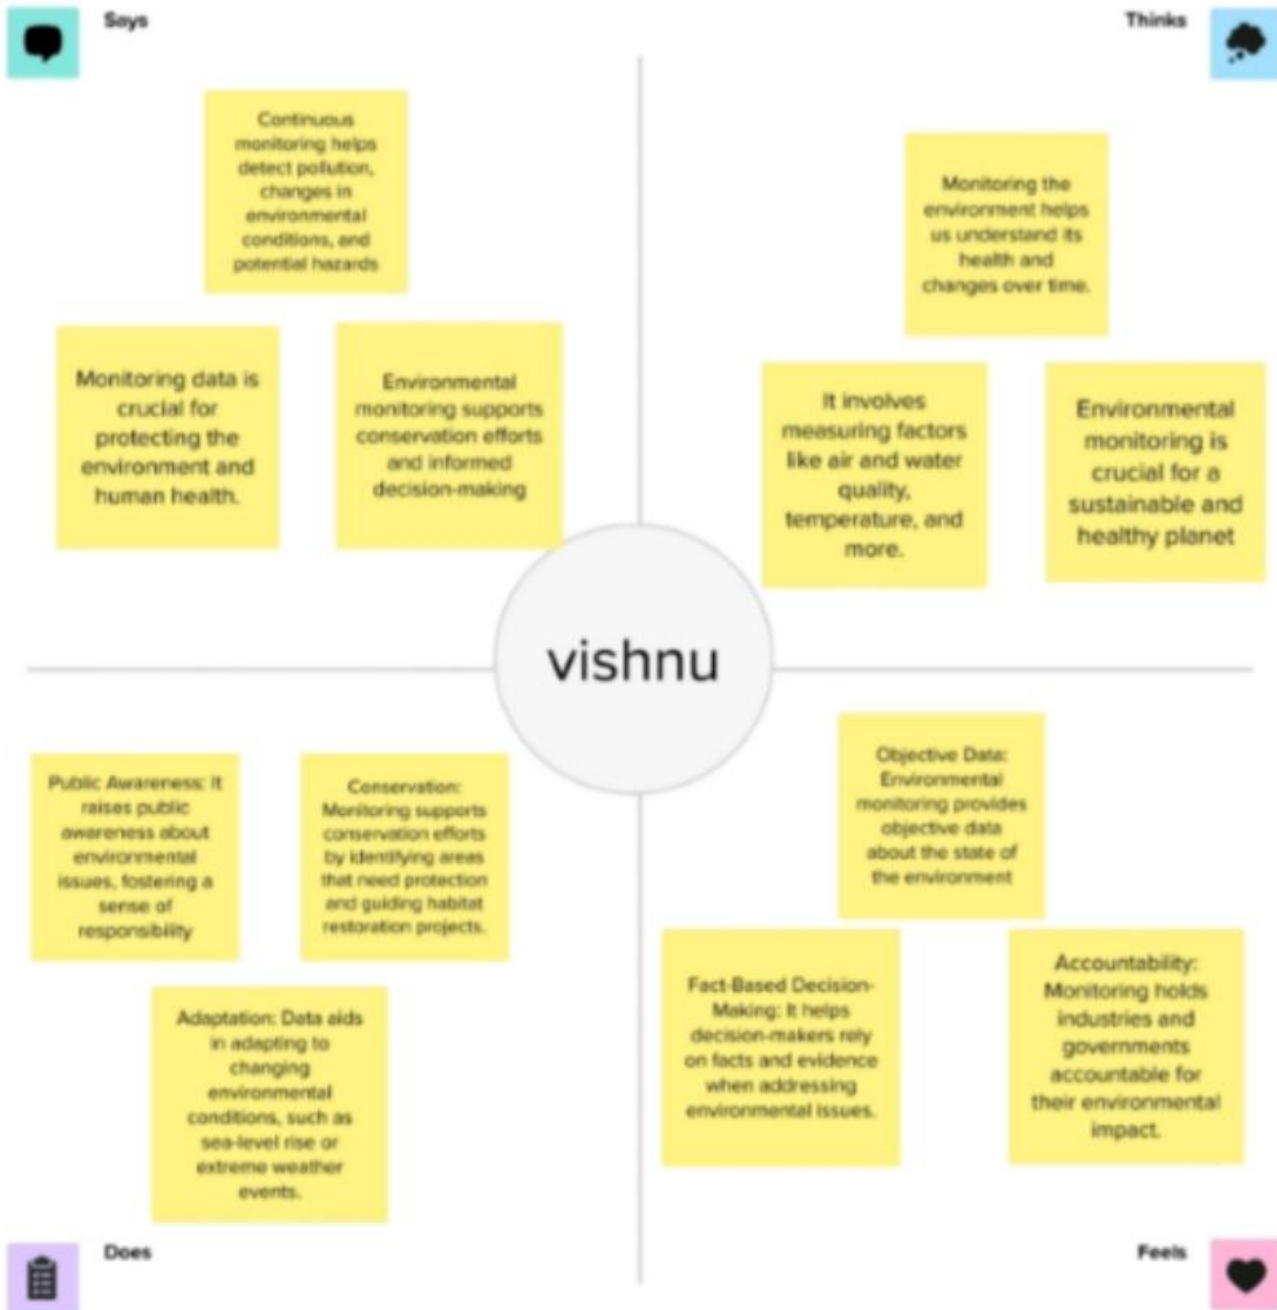 Says
Thinks
Continuous
monitoring helps
detect pollution,
changes in
environmental
conditions, and
potential hazards
Monitoring data is
crucial for
protecting the
environment and
human health.
Environmental
monitoring supports
conservation efforts
and informed
decision-making
Monitoring the
environment helps
us understand its
health and
changes over time.
It involves
measuring factors
like air and water
quality,
temperature, and
more.
Environmental
monitoring is
crucial for a
sustainable and
healthy planet
vishnu
Public Awareness: It
raises public
awareness about
environmental
issues, fostering a
sense of
responsibility
Conservation:
Monitoring supports
conservation efforts
by identifying areas
that need protection
and guiding habitat
restoration projects.
Adaptation: Data aids
in adapting to
changing
environmental
conditions, such as
sea-level rise or
extreme weather
events.
Objective Data:
Environmental
monitoring provides
objective data
about the state of
the environment
Fact-Based Decision-
Making: It helps
decision-makers rely
on facts and evidence
when addressing
environmental issues.
Accountability:
Monitoring holds
industries and
governments
accountable for
their environmental
impact.
Does
Feels